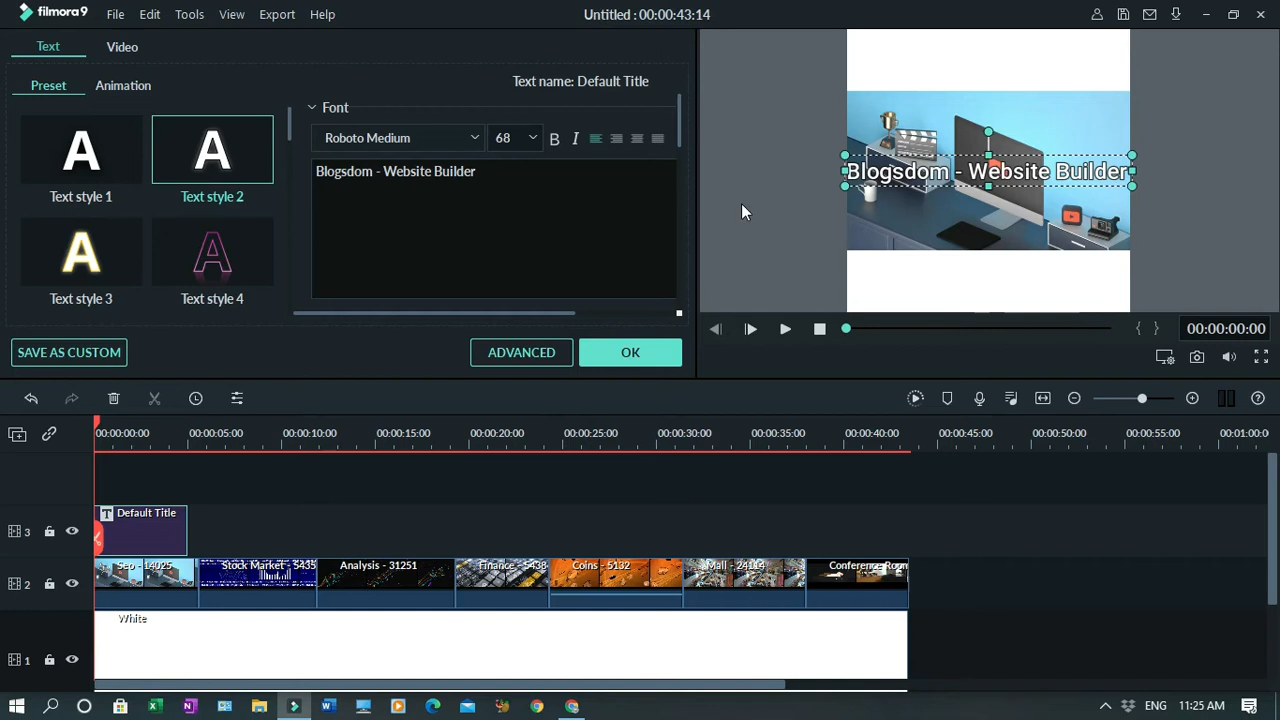 filmora9
File Edit Tools View Export Help
Untitled : 00:00:43:14
Text Video
Preset Animation
Text name: Default Title
Font
Roboto Medium 68 B I
Blogsdom - Website Builder
A A
Text style 1 Text style 2
A A
Text style 3 Text style 4
Blogsdom - Website Builder
SAVE AS CUSTOM ADVANCED OK
{ } 00:00:00:00
00:00:00:00 00:00:05:00 00:00:10:00 00:00:15:00 00:00:20:00 00:00:25:00 00:00:30:00 00:00:35:00 00:00:40:00 00:00:45:00 00:00:50:00 00:00:55:00 00:01:00:0
3 T Default Title
2 Seo - 14025 Stock Market - 5435 Analysis - 31251 Finance - 5438 Coins - 5132 Mall - 24114 Conference Room
White
1
ENG 11:25 AM